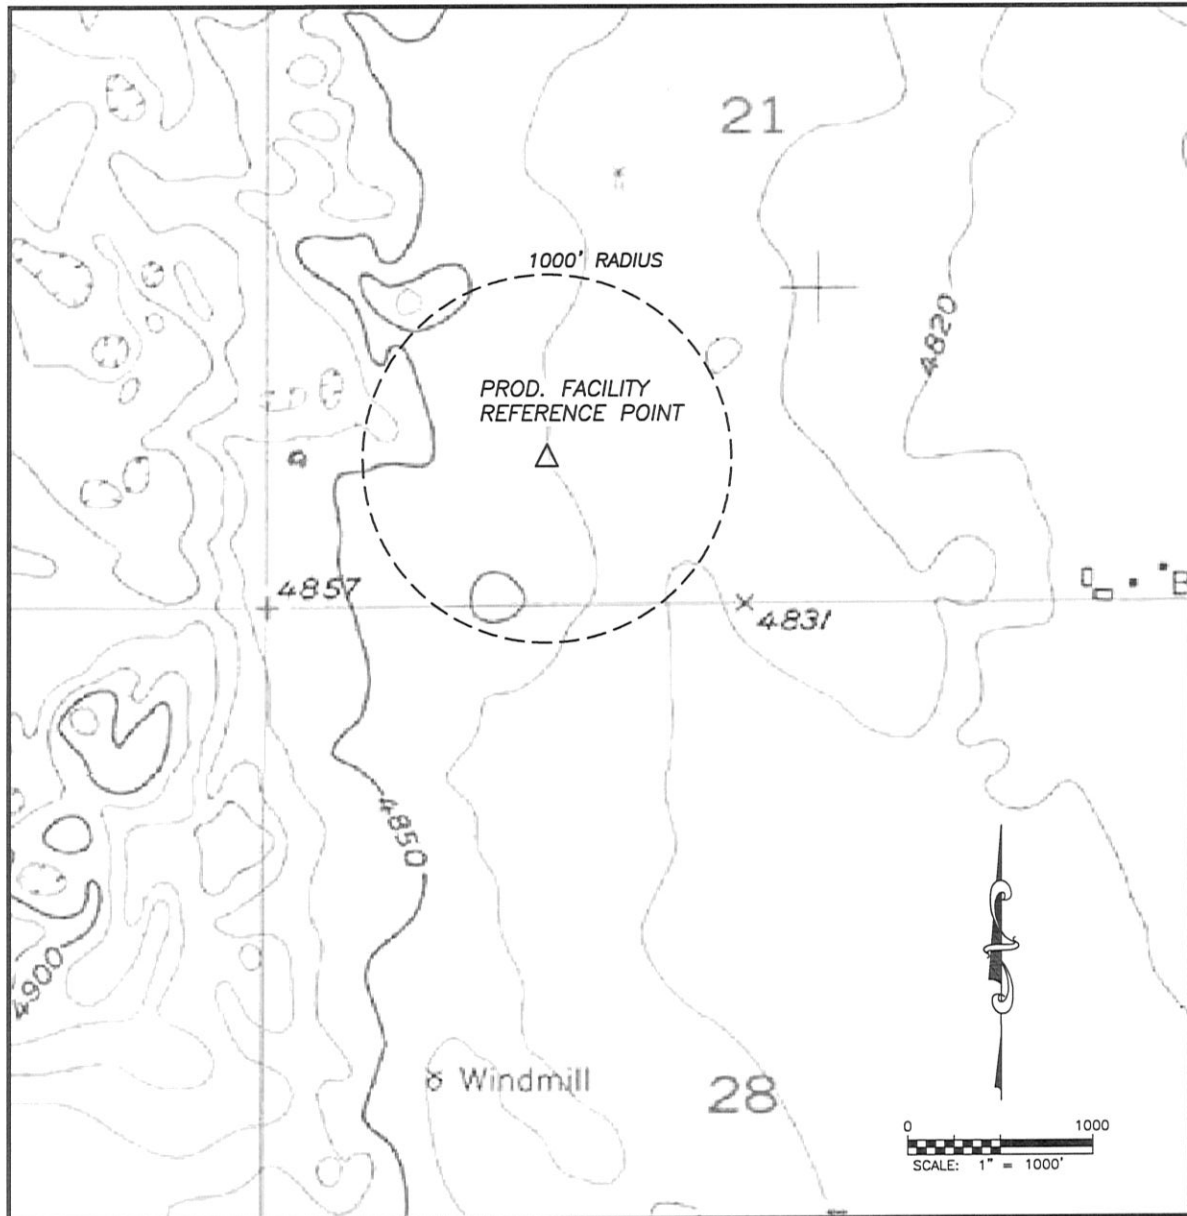 21
1000' RADIUS
4820
PROD. FACILITY
REFERENCE POINT
4857
4831
4850
4900
Windmill
28
0 1000
SCALE: 1" = 1000'